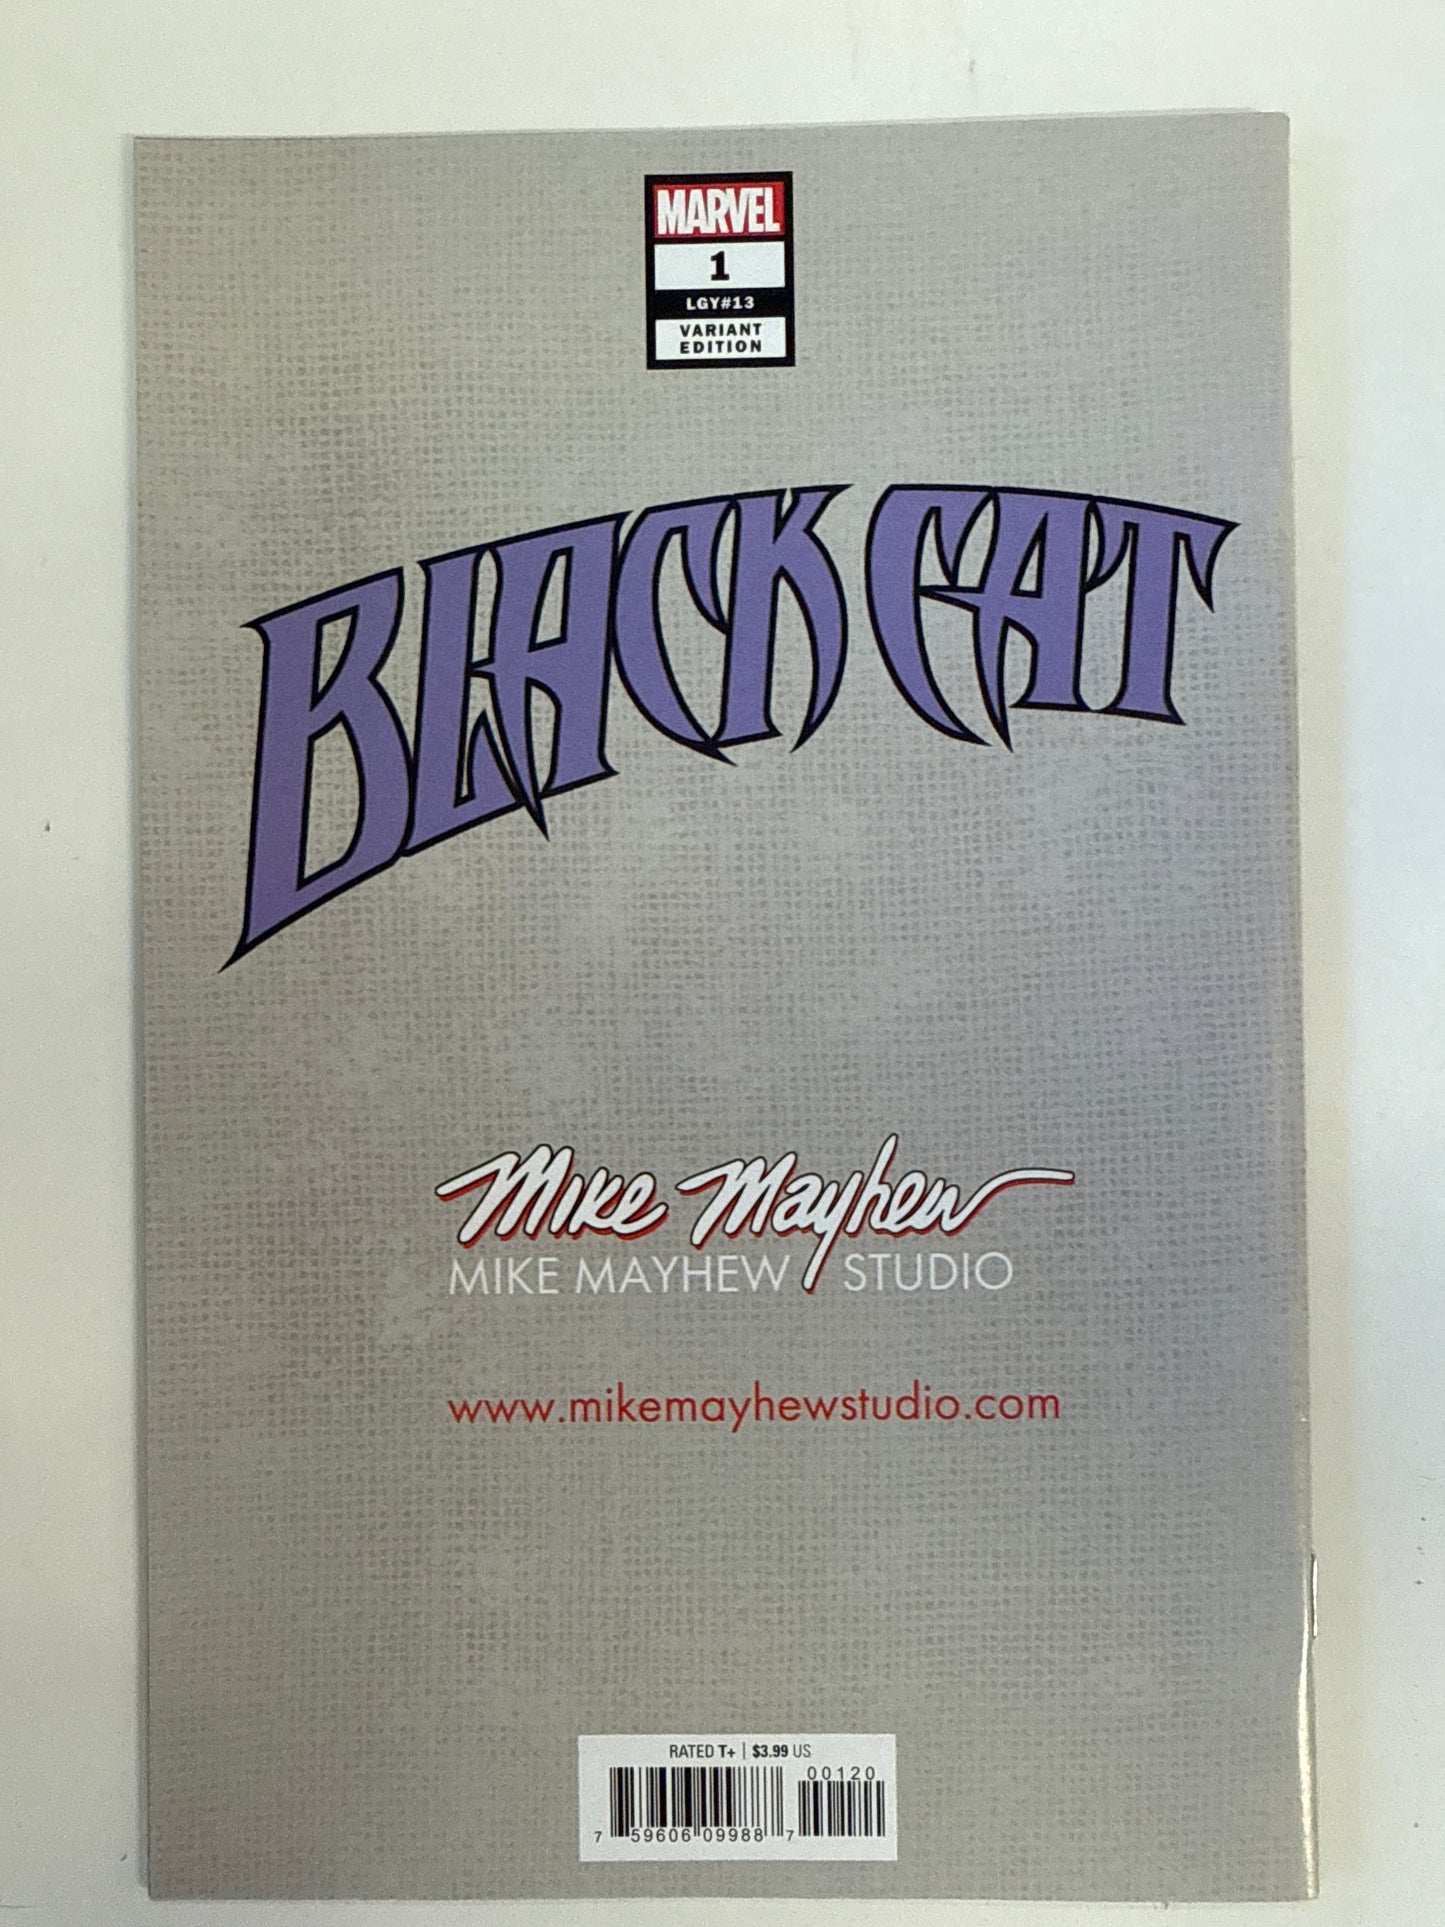 MARVEL
1
LGY#13
VARIANT
EDITION
BLACK CAT
Mike Mayhew
MIKE MAYHEW STUDIO
www.mikemayhewstudio.com
RATED T+ | $3.99 US
00120
7 59606 09988 7